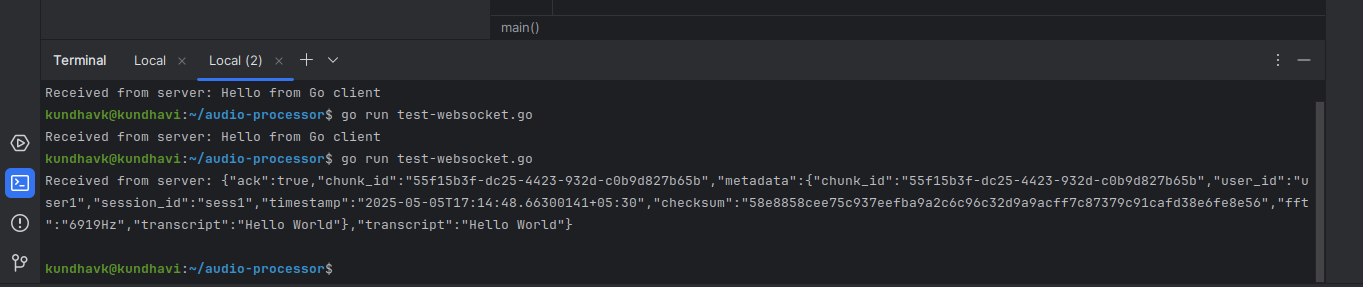 main()
Terminal Local × Local (2) ×
Received from server: Hello from Go client
kundhavk@kundhavi:~/audio-processor$ go run test-websocket.go
Received from server: Hello from Go client
kundhavk@kundhavi:~/audio-processor$ go run test-websocket.go
Received from server: {"ack":true,"chunk_id":"55f15b3f-dc25-4423-932d-c0b9d827b65b","metadata":{"chunk_id":"55f15b3f-dc25-4423-932d-c0b9d827b65b","user_id":"u
ser1","session_id":"sess1","timestamp":"2025-05-05T17:14:48.66300141+05:30","checksum":"58e8858cee75c937eefba9a2c6c96c32d9a9acff7c87379c91cafd38e6fe8e56","fft
":"6919Hz","transcript":"Hello World"},"transcript":"Hello World"}
kundhavk@kundhavi:~/audio-processor$